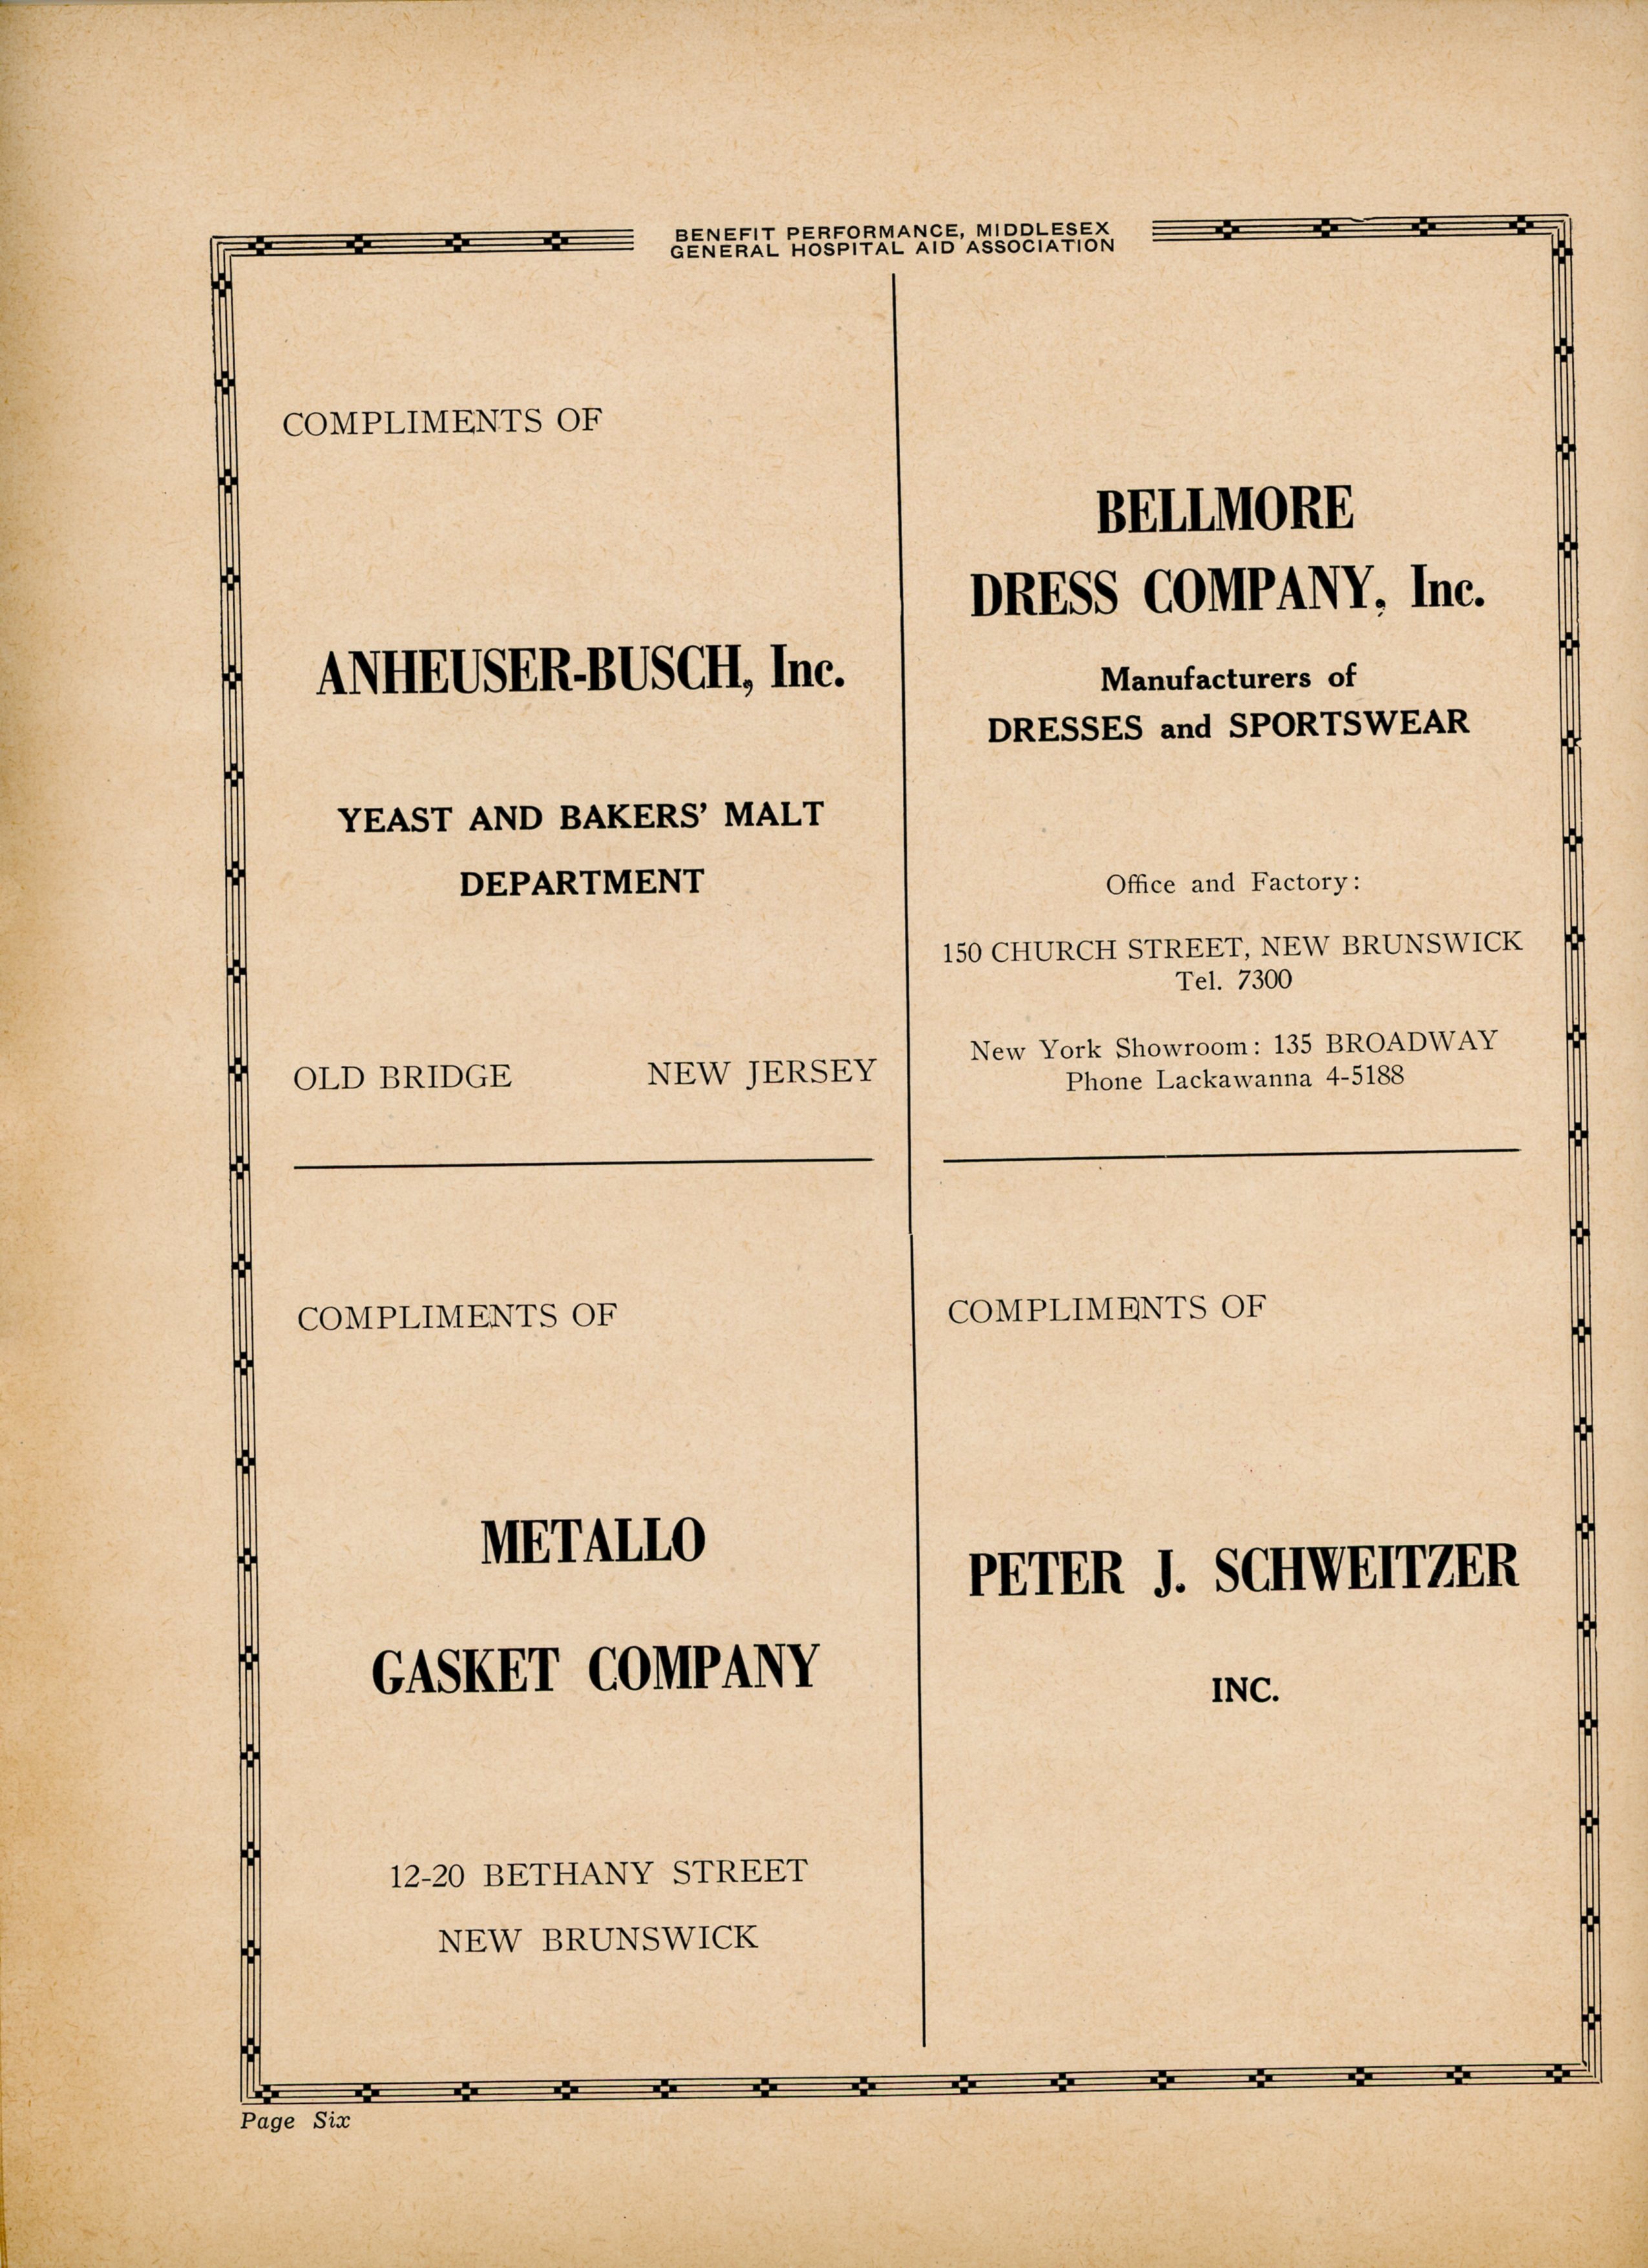 BENEFIT PERFORMANCE, MIDDLESEX
GENERAL HOSPITAL AID ASSOCIATION
COMPLIMENTS OF
ANHEUSER-BUSCH, Inc.
YEAST AND BAKERS' MALT
DEPARTMENT
OLD BRIDGE NEW JERSEY
BELLMORE
DRESS COMPANY, Inc.
Manufacturers of
DRESSES and SPORTSWEAR
Office and Factory:
150 CHURCH STREET, NEW BRUNSWICK
Tel. 7300
New York Showroom: 135 BROADWAY
Phone Lackawanna 4-5188
COMPLIMENTS OF
METALLO
GASKET COMPANY
12-20 BETHANY STREET
NEW BRUNSWICK
COMPLIMENTS OF
PETER J. SCHWEITZER
INC.
Page Six